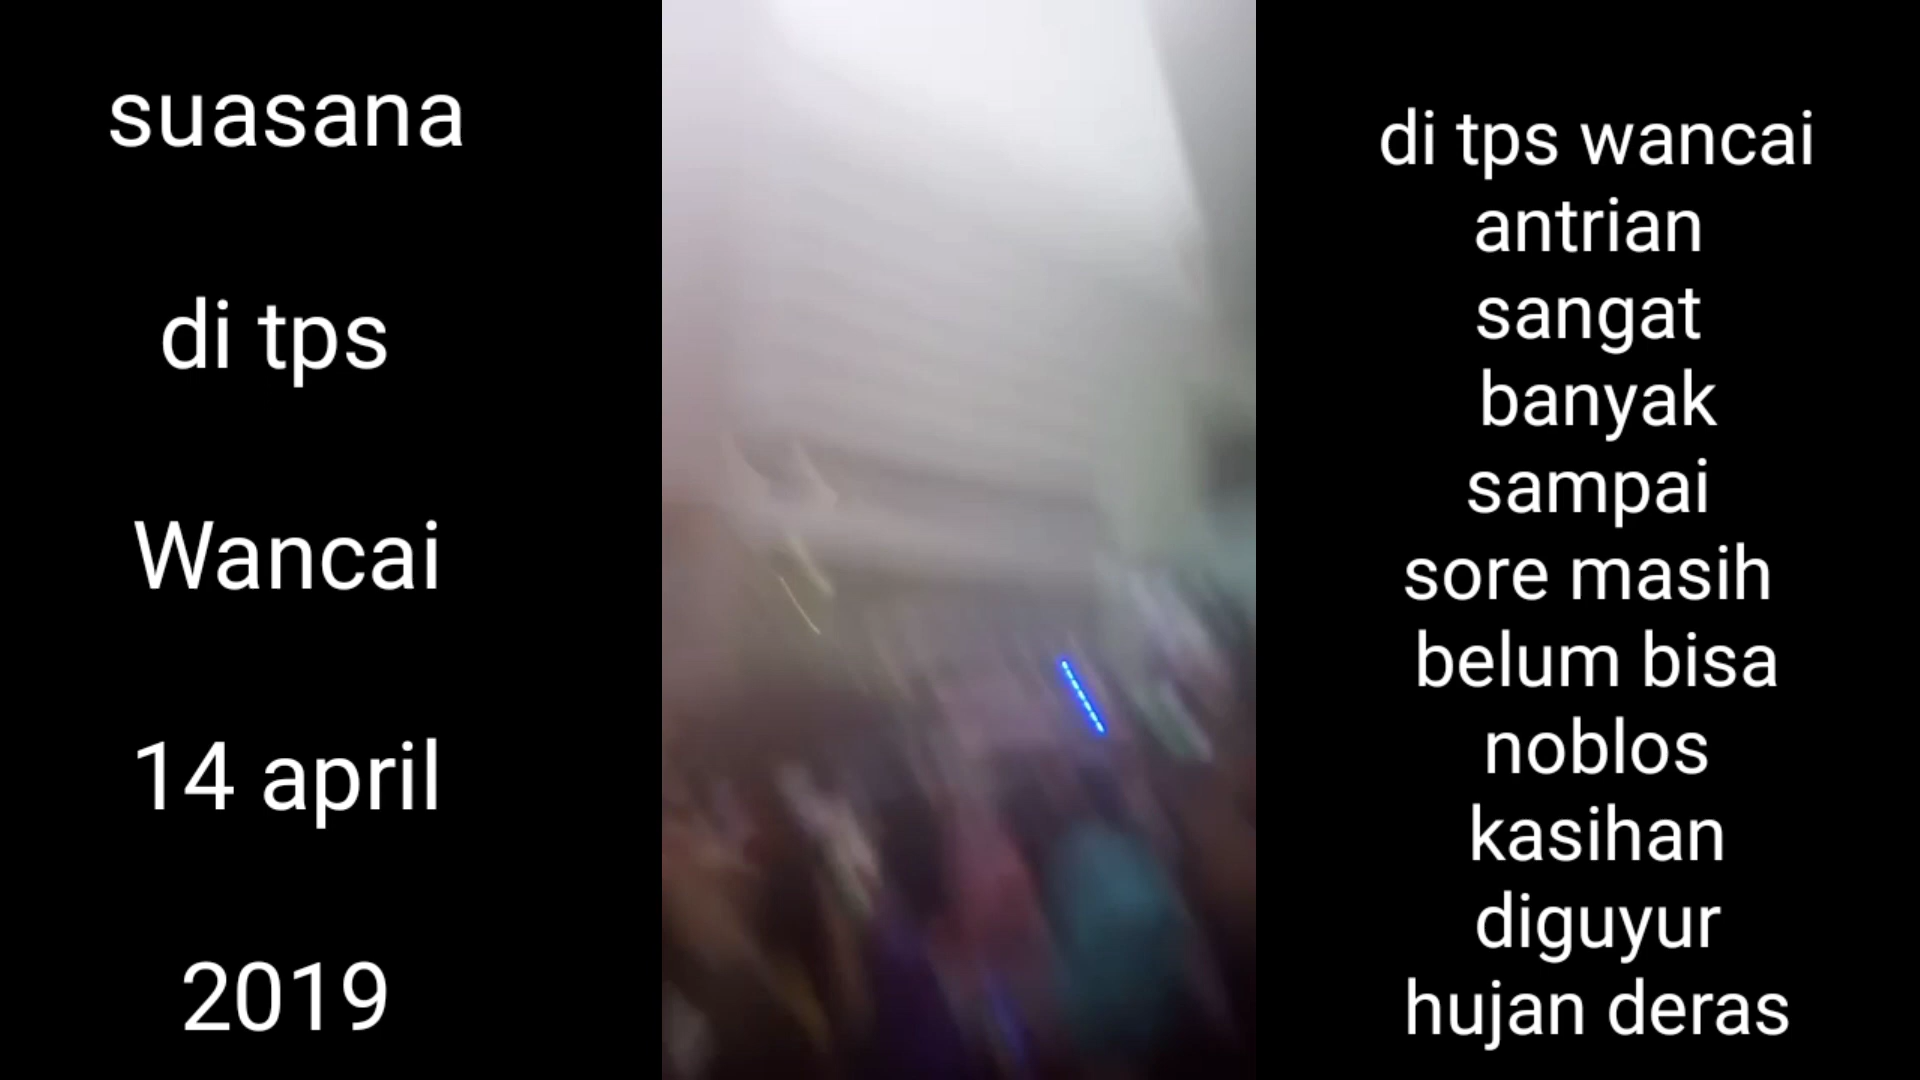 suasana
di tps
Wancai
14 april
2019
di tps wancai
antrian
sangat
banyak
sampai
sore masih
belum bisa
noblos
kasihan
diguyur
hujan deras